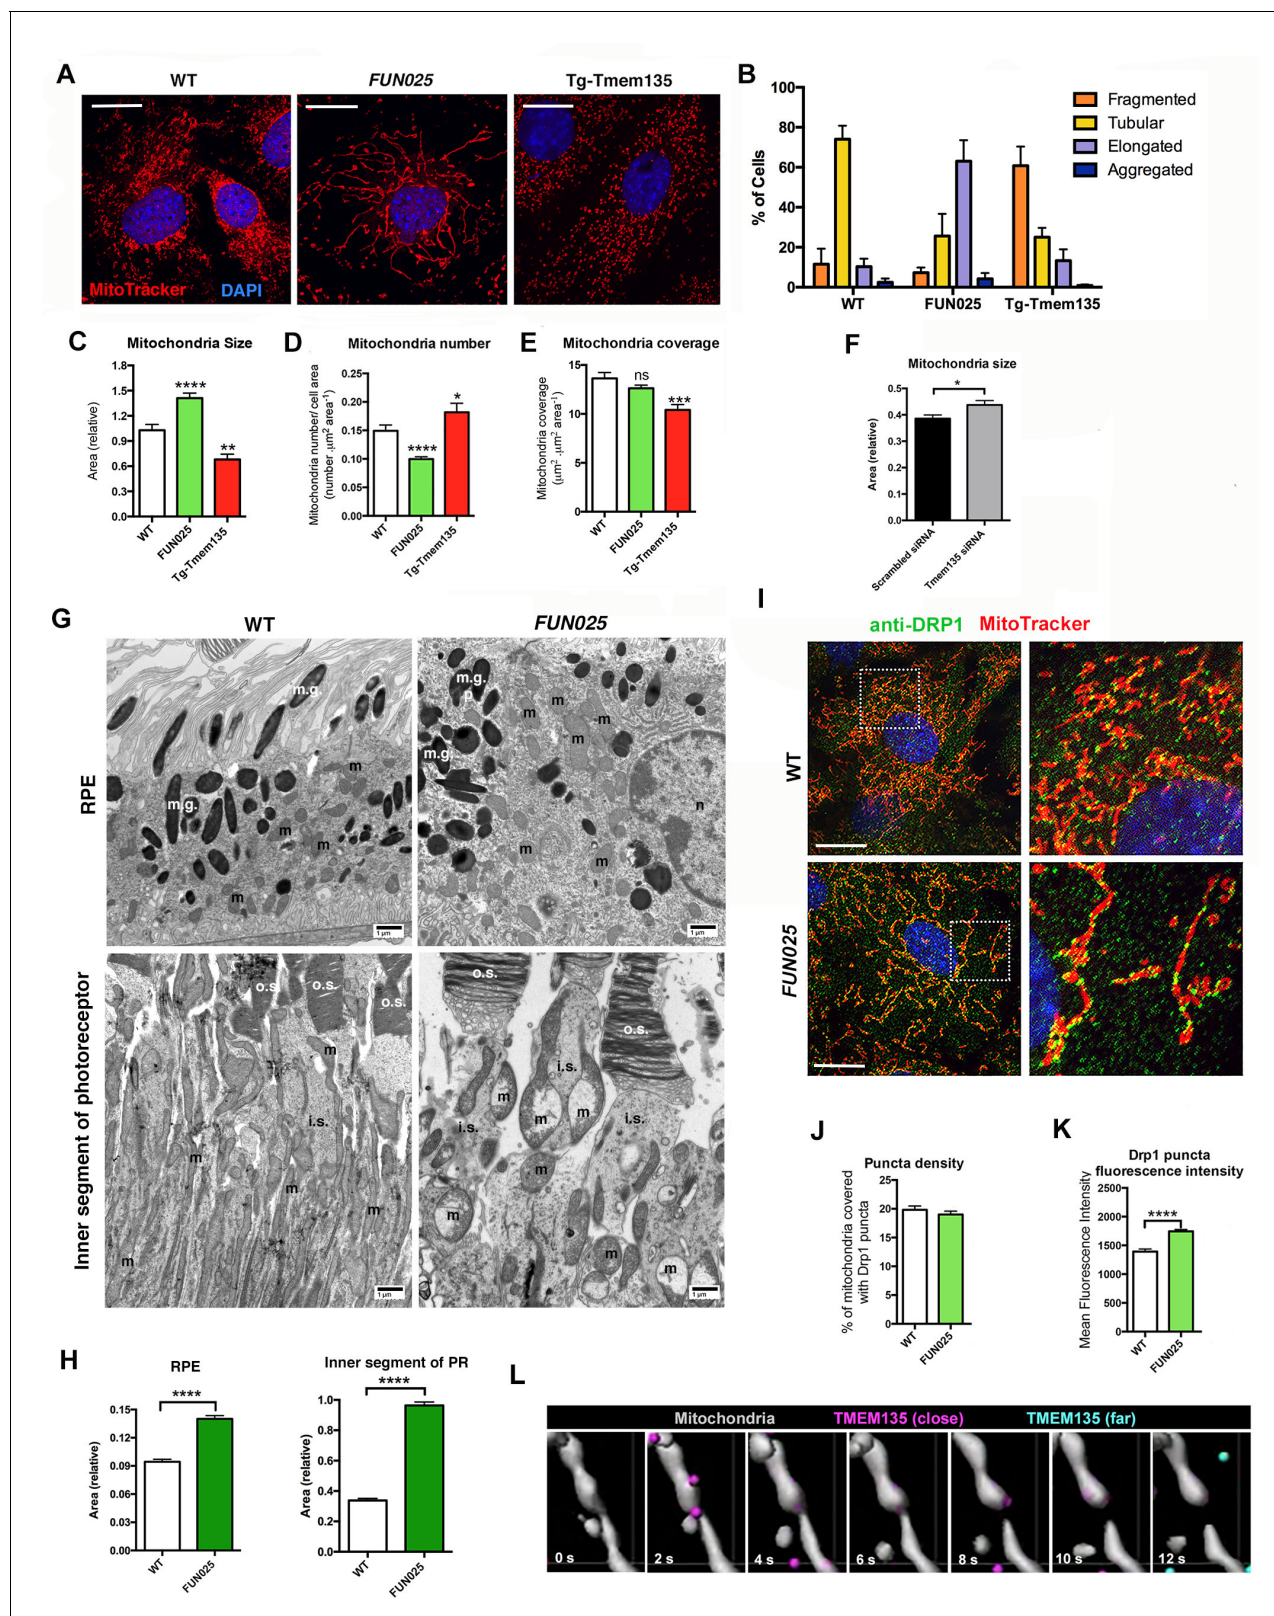 A
WT
FUN025
Tg-Tmem135
MitoTracker
DAPI
B
% of Cells
100
80
60
40
20
0
WT
FUN025
Tg-Tmem135
Fragmented
Tubular
Elongated
Aggregated
C
Mitochondria Size
Area (relative)
1.8
1.5
1.2
0.9
0.6
0.3
0.0
****
**
WT
FUN025
Tg-Tmem135
D
Mitochondria number
Mitochondria number/ cell area
(number .µm² area⁻¹)
0.25
0.20
0.15
0.10
0.05
0.00
****
*
WT
FUN025
Tg-Tmem135
E
Mitochondria coverage
Mitochondria coverage
(µm² .µm² area⁻¹)
15
10
5
0
ns
***
WT
FUN025
Tg-Tmem135
F
Mitochondria size
Area (relative)
0.5
0.4
0.3
0.2
0.1
0.0
*
Scrambled siRNA
Tmem135 siRNA
G
WT
FUN025
RPE
m.g.
m
m.g.
m
m
1 µm
m.g.
p
m
m
m
m
m.g.
n
m
m
1 µm
Inner segment of photoreceptor
o.s.
o.s.
o.s.
m
i.s.
m
m
m
m
1 µm
o.s.
o.s.
i.s.
m
m
m
i.s.
i.s.
m
m
m
m
1 µm
H
RPE
Area (relative)
0.15
0.12
0.09
0.06
0.03
0.00
****
WT
FUN025
Inner segment of PR
Area (relative)
1.0
0.8
0.6
0.4
0.2
0.0
****
WT
FUN025
I
anti-DRP1
MitoTracker
WT
FUN025
J
Puncta density
% of mitochondria covered
with Drp1 puncta
25
20
15
10
5
0
WT
FUN025
K
Drp1 puncta
fluorescence intensity
Mean Fluorescence Intensity
2500
2000
1500
1000
500
0
****
WT
FUN025
L
Mitochondria
TMEM135 (close)
TMEM135 (far)
0 s
2 s
4 s
6 s
8 s
10 s
12 s